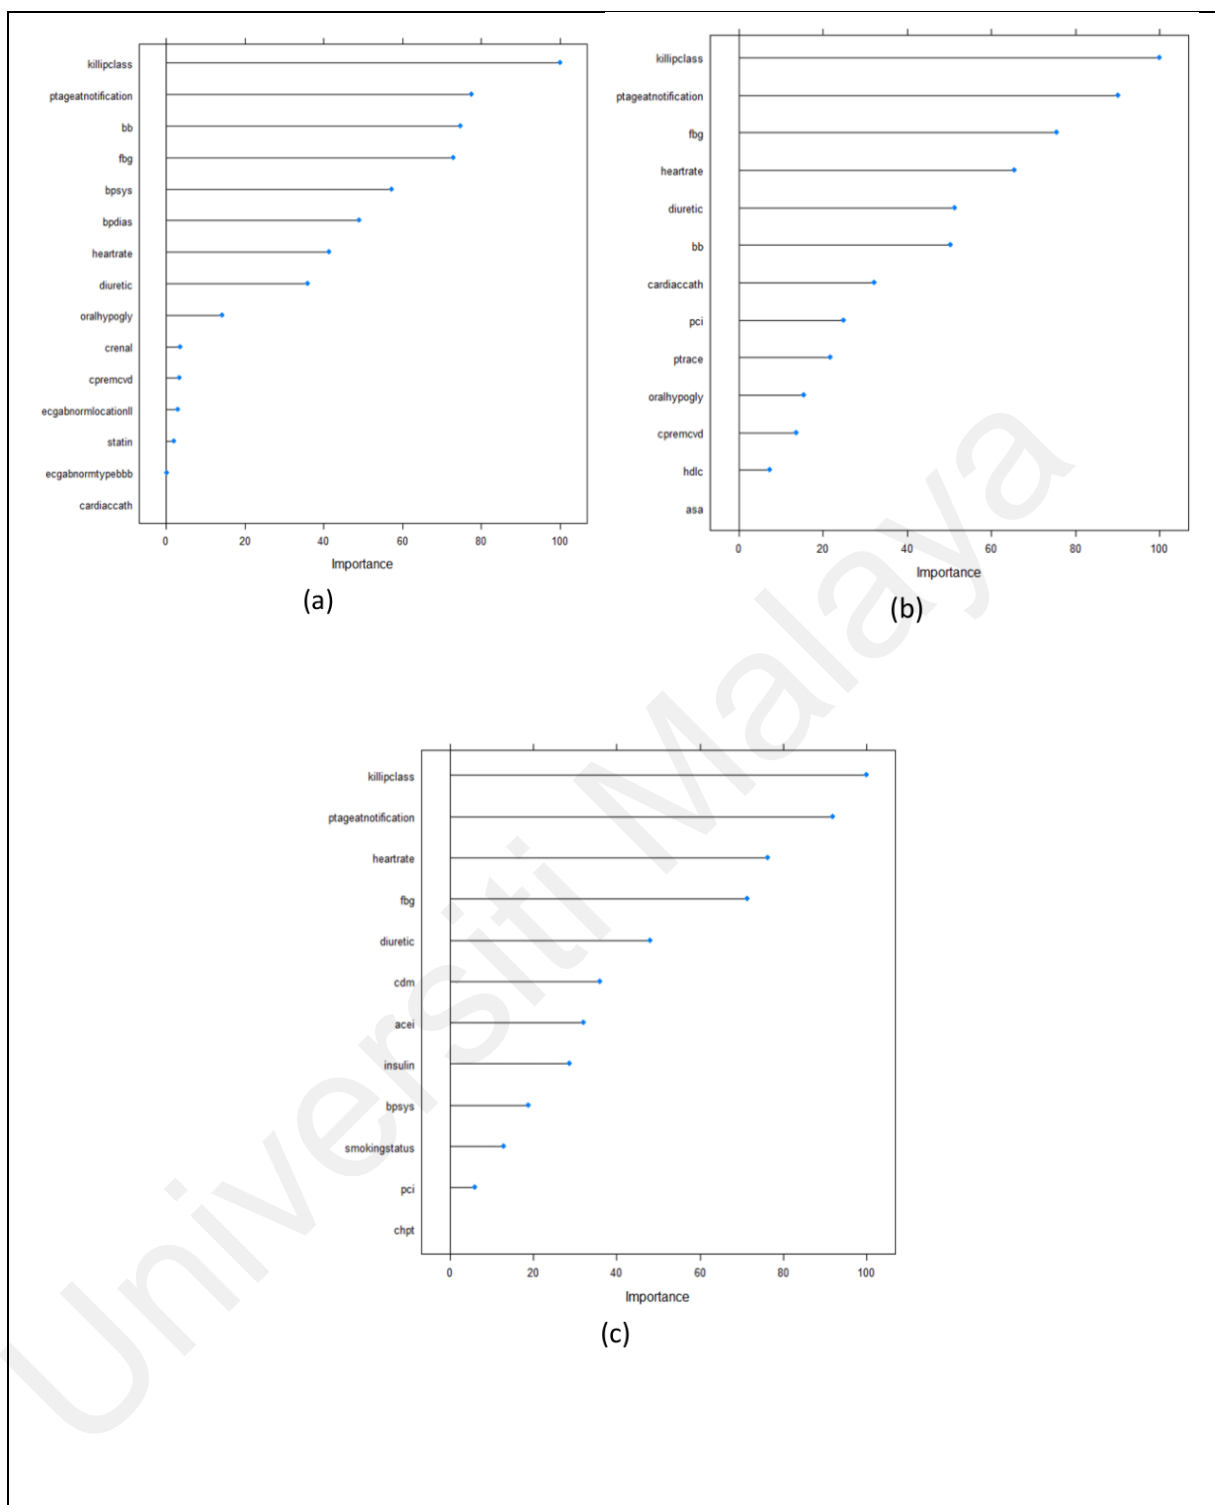 killipclass
ptageatnotification
bb
fbg
bpsys
bpdias
heartrate
diuretic
oralhypogly
crenal
cpremcvd
ecgabnormlocationll
statin
ecgabnormtypebbb
cardiaccath
0 20 40 60 80 100
Importance
(a)
killipclass
ptageatnotification
fbg
heartrate
diuretic
bb
cardiaccath
pci
ptrace
oralhypogly
cpremcvd
hdlc
asa
0 20 40 60 80 100
Importance
(b)
killipclass
ptageatnotification
heartrate
fbg
diuretic
cdm
acei
insulin
bpsys
smokingstatus
pci
chpt
0 20 40 60 80 100
Importance
(c)
Universiti Malaya